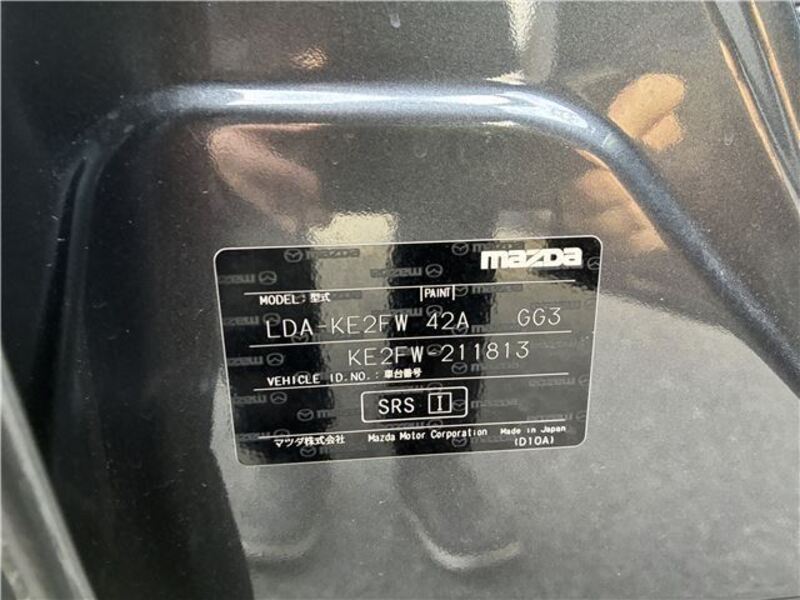 mazda
MODEL: 型式 PAINT
LDA-KE2FW 42A GG3
KE2FW-211813
VEHICLE ID.NO.: 車台番号
SRS I
マツダ株式会社 Mazda Motor Corporation Made in Japan
(D10A)